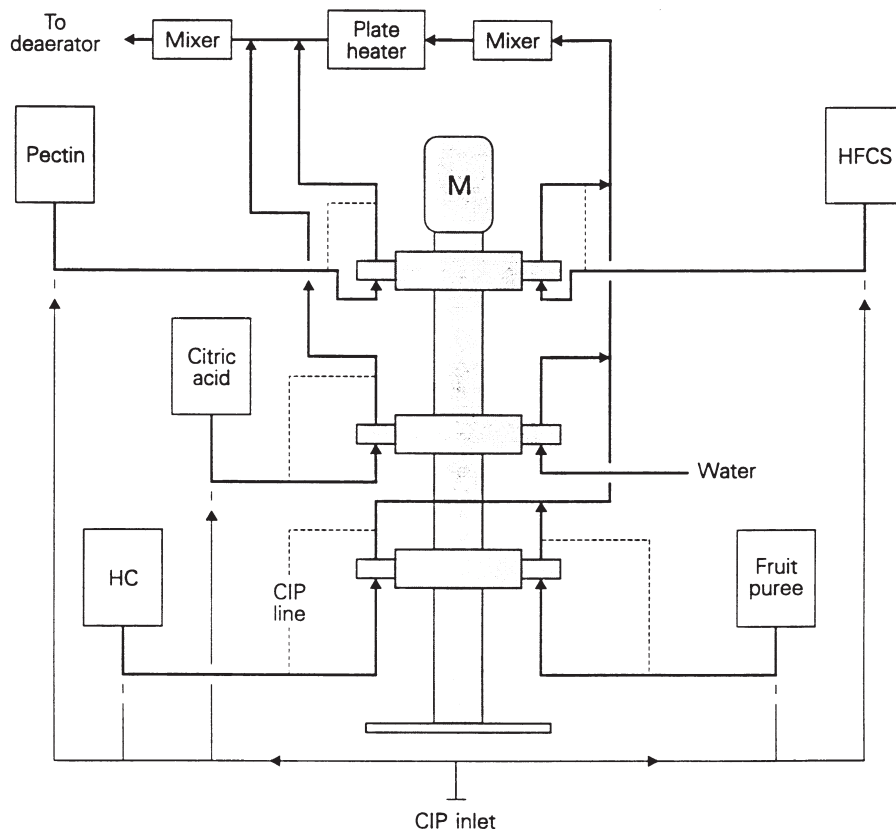 To
deaerator
Mixer
Plate
heater
Mixer
Pectin
M
HFCS
Citric
acid
Water
HC
CIP
line
Fruit
puree
CIP inlet